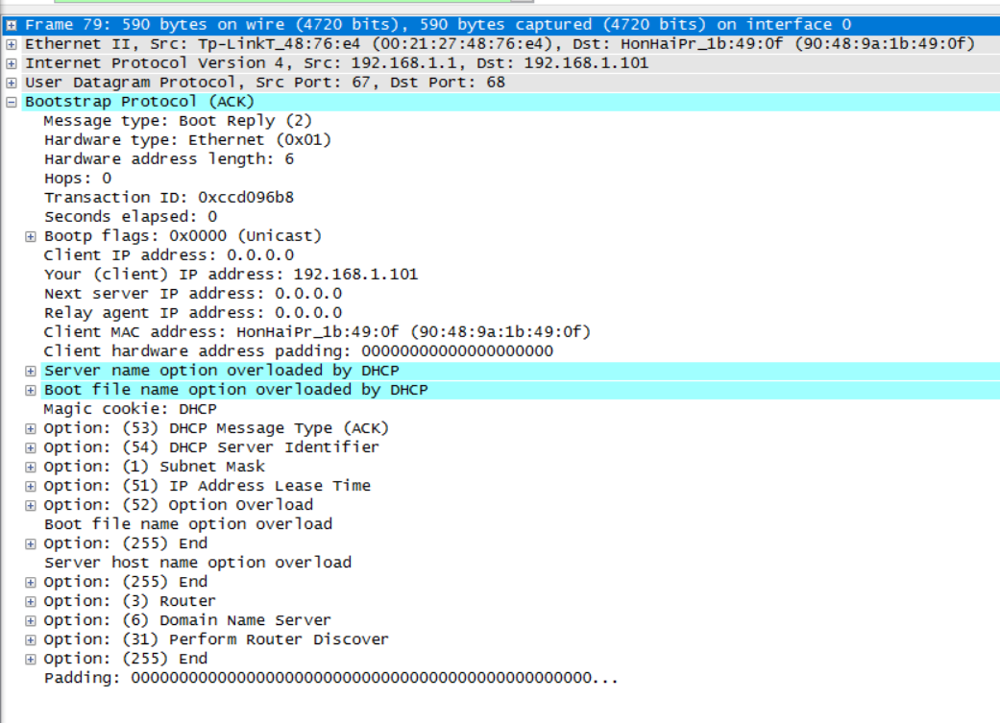 Frame 79: 590 bytes on wire (4720 bits), 590 bytes captured (4720 bits) on interface 0
Ethernet II, Src: Tp-LinkT_48:76:e4 (00:21:27:48:76:e4), Dst: HonHaiPr_1b:49:0f (90:48:9a:1b:49:0f)
Internet Protocol Version 4, Src: 192.168.1.1, Dst: 192.168.1.101
User Datagram Protocol, Src Port: 67, Dst Port: 68
Bootstrap Protocol (ACK)
Message type: Boot Reply (2)
Hardware type: Ethernet (0x01)
Hardware address length: 6
Hops: 0
Transaction ID: 0xccd096b8
Seconds elapsed: 0
Bootp flags: 0x0000 (Unicast)
Client IP address: 0.0.0.0
Your (client) IP address: 192.168.1.101
Next server IP address: 0.0.0.0
Relay agent IP address: 0.0.0.0
Client MAC address: HonHaiPr_1b:49:0f (90:48:9a:1b:49:0f)
Client hardware address padding: 00000000000000000000
Server name option overloaded by DHCP
Boot file name option overloaded by DHCP
Magic cookie: DHCP
Option: (53) DHCP Message Type (ACK)
Option: (54) DHCP Server Identifier
Option: (1) Subnet Mask
Option: (51) IP Address Lease Time
Option: (52) Option Overload
Boot file name option overload
Option: (255) End
Server host name option overload
Option: (255) End
Option: (3) Router
Option: (6) Domain Name Server
Option: (31) Perform Router Discover
Option: (255) End
Padding: 000000000000000000000000000000000000000000000000...